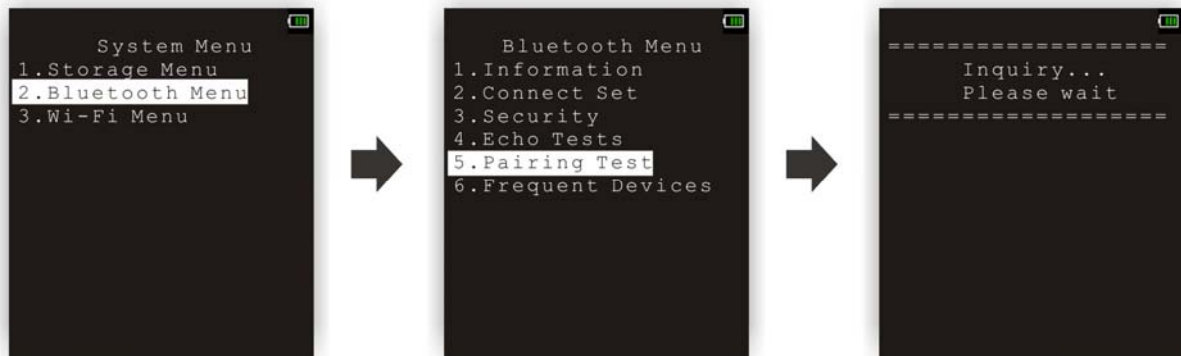 System Menu
1.Storage Menu
2.Bluetooth Menu
3.Wi-Fi Menu
Bluetooth Menu
1.Information
2.Connect Set
3.Security
4.Echo Tests
5.Pairing Test
6.Frequent Devices
===================
Inquiry...
Please wait
===================